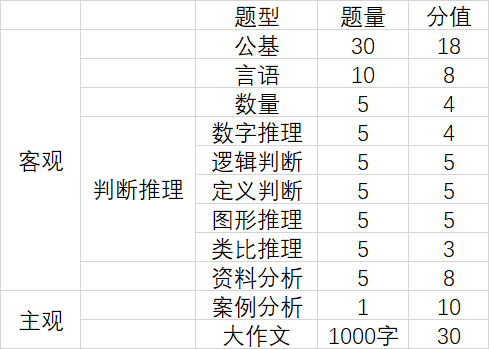 题型 题量 分值
公基 30 18
言语 10 8
数量 5 4
数字推理 5 4
客观 逻辑判断 5 5
判断推理 定义判断 5 5
图形推理 5 5
类比推理 5 3
资料分析 5 8
案例分析 1 10
主观 大作文 1000字 30